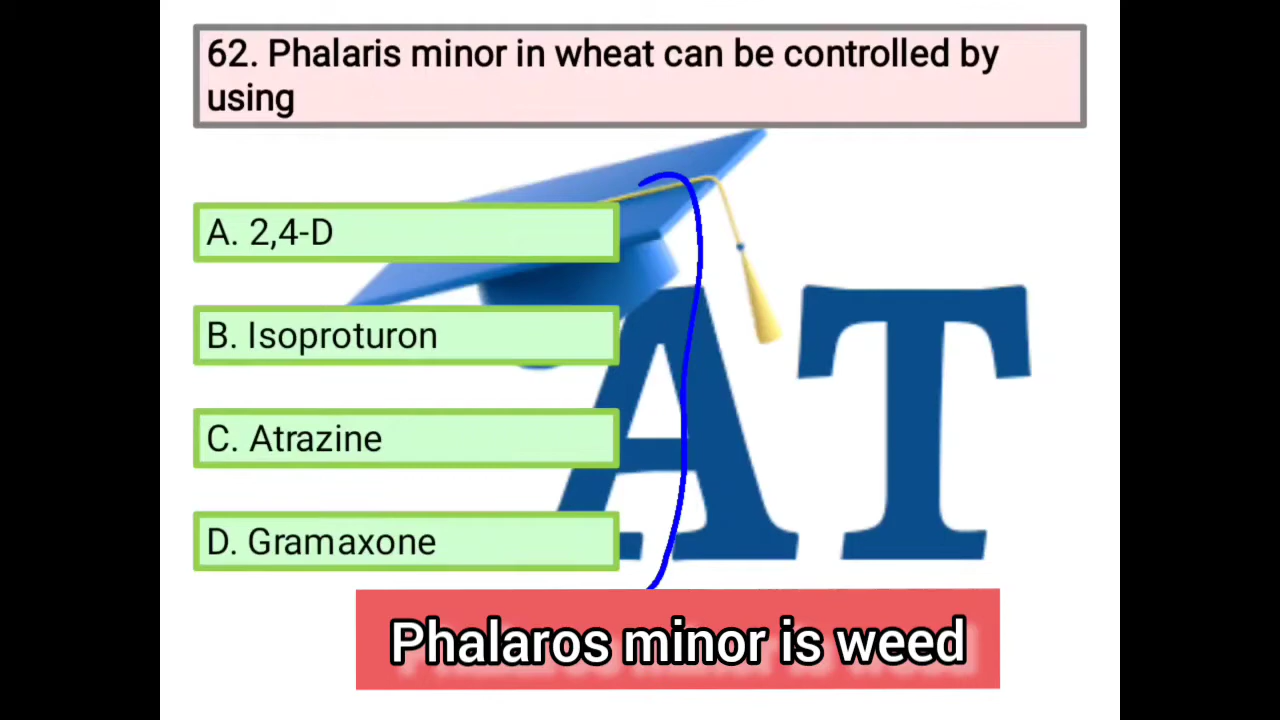 62. Phalaris minor in wheat can be controlled by
using
A. 2,4-D
B. Isoproturon
C. Atrazine
D. Gramaxone
AT
Phalaros minor is weed